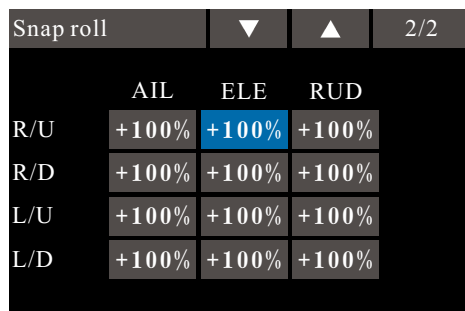 Snap roll ▼ ▲ 2/2
AIL ELE RUD
R/U +100% +100% +100%
R/D +100% +100% +100%
L/U +100% +100% +100%
L/D +100% +100% +100%